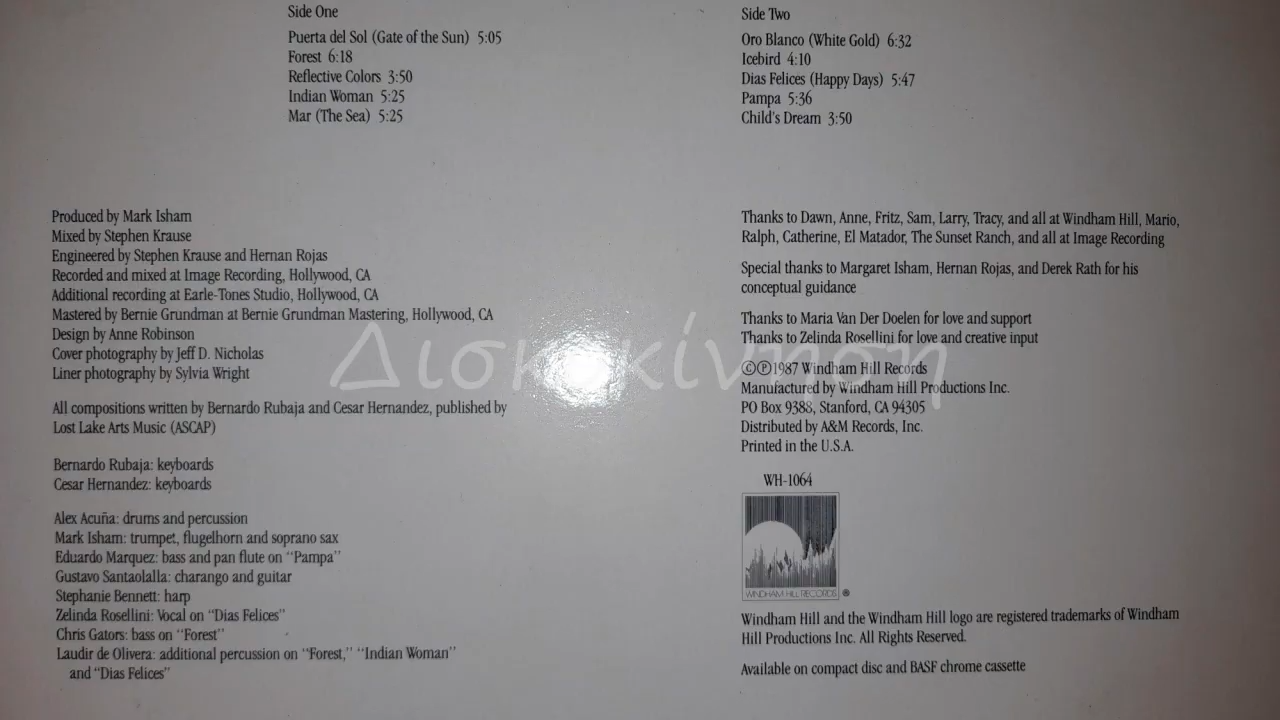 Side One
Puerta del Sol (Gate of the Sun) 5:05
Forest 6:18
Reflective Colors 3:50
Indian Woman 5:25
Mar (The Sea) 5:25
Side Two
Oro Blanco (White Gold) 6:32
Icebird 4:10
Dias Felices (Happy Days) 5:47
Pampa 5:36
Child's Dream 3:50
Produced by Mark Isham
Mixed by Stephen Krause
Engineered by Stephen Krause and Hernan Rojas
Recorded and mixed at Image Recording, Hollywood, CA
Additional recording at Earle-Tones Studio, Hollywood, CA
Mastered by Bernie Grundman at Bernie Grundman Mastering, Hollywood, CA
Design by Anne Robinson
Cover photography by Jeff D. Nicholas
Liner photography by Sylvia Wright
All compositions written by Bernardo Rubaja and Cesar Hernandez, published by
Lost Lake Arts Music (ASCAP)
Bernardo Rubaja: keyboards
Cesar Hernandez: keyboards
Alex Acuña: drums and percussion
Mark Isham: trumpet, flugelhorn and soprano sax
Eduardo Marquez: bass and pan flute on "Pampa"
Gustavo Santaolalla: charango and guitar
Stephanie Bennett: harp
Zelinda Rosellini: Vocal on "Dias Felices"
Chris Gators: bass on "Forest"
Laudir de Olivera: additional percussion on "Forest," "Indian Woman"
and "Dias Felices"
Thanks to Dawn, Anne, Fritz, Sam, Larry, Tracy, and all at Windham Hill, Mario,
Ralph, Catherine, El Matador, The Sunset Ranch, and all at Image Recording
Special thanks to Margaret Isham, Hernan Rojas, and Derek Rath for his
conceptual guidance
Thanks to Maria Van Der Doelen for love and support
Thanks to Zelinda Rosellini for love and creative input
©℗1987 Windham Hill Records
Manufactured by Windham Hill Productions Inc.
PO Box 9388, Stanford, CA 94305
Distributed by A&M Records, Inc.
Printed in the U.S.A.
WH-1064
WINDHAM HILL RECORDS ®
Windham Hill and the Windham Hill logo are registered trademarks of Windham
Hill Productions Inc. All Rights Reserved.
Available on compact disc and BASF chrome cassette
Δισκοκίνηση